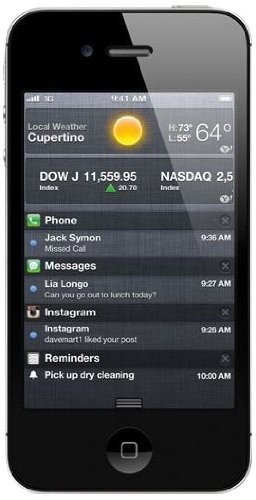 3G 9:41 AM
Local Weather
Cupertino
H: 73°
L: 55°
64°
Y!
DOW J 11,559.95 NASDAQ 2,5
Index 20.70 Index
Y!
Phone
Jack Symon 9:36 AM
Missed Call
Messages
Lia Longo 9:27 AM
Can you go out to lunch today?
Instagram
Instagram 9:26 AM
davemart1 liked your post
Reminders
Pick up dry cleaning 10:00 AM